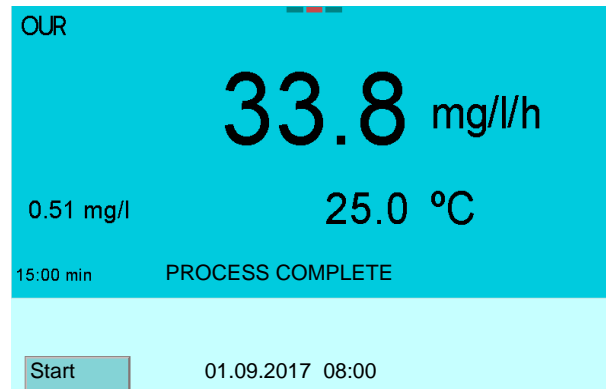 OUR
33.8 mg/l/h
0.51 mg/l 25.0 ºC
15:00 min PROCESS COMPLETE
Start 01.09.2017 08:00